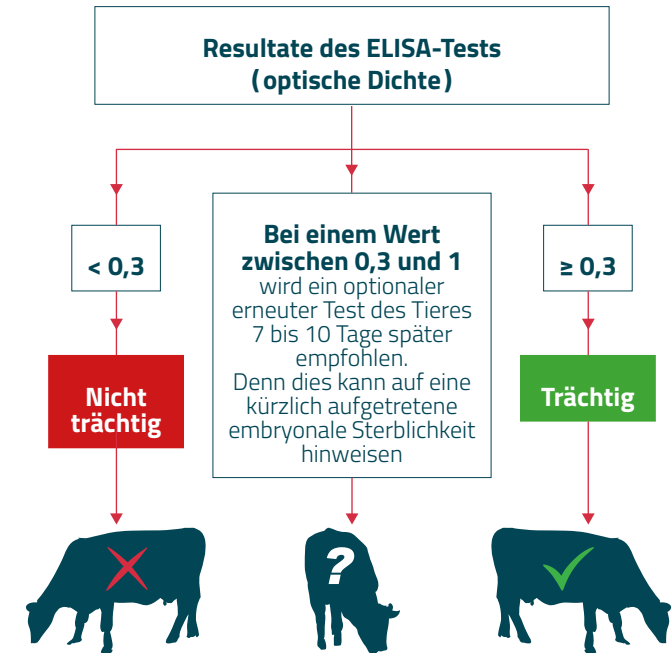 Resultate des ELISA-Tests
(optische Dichte)
< 0,3
Nicht
trächtig
Bei einem Wert
zwischen 0,3 und 1
wird ein optionaler
erneuter Test des Tieres
7 bis 10 Tage später
empfohlen.
Denn dies kann auf eine
kürzlich aufgetretene
embryonale Sterblichkeit
hinweisen
≥ 0,3
Trächtig
?